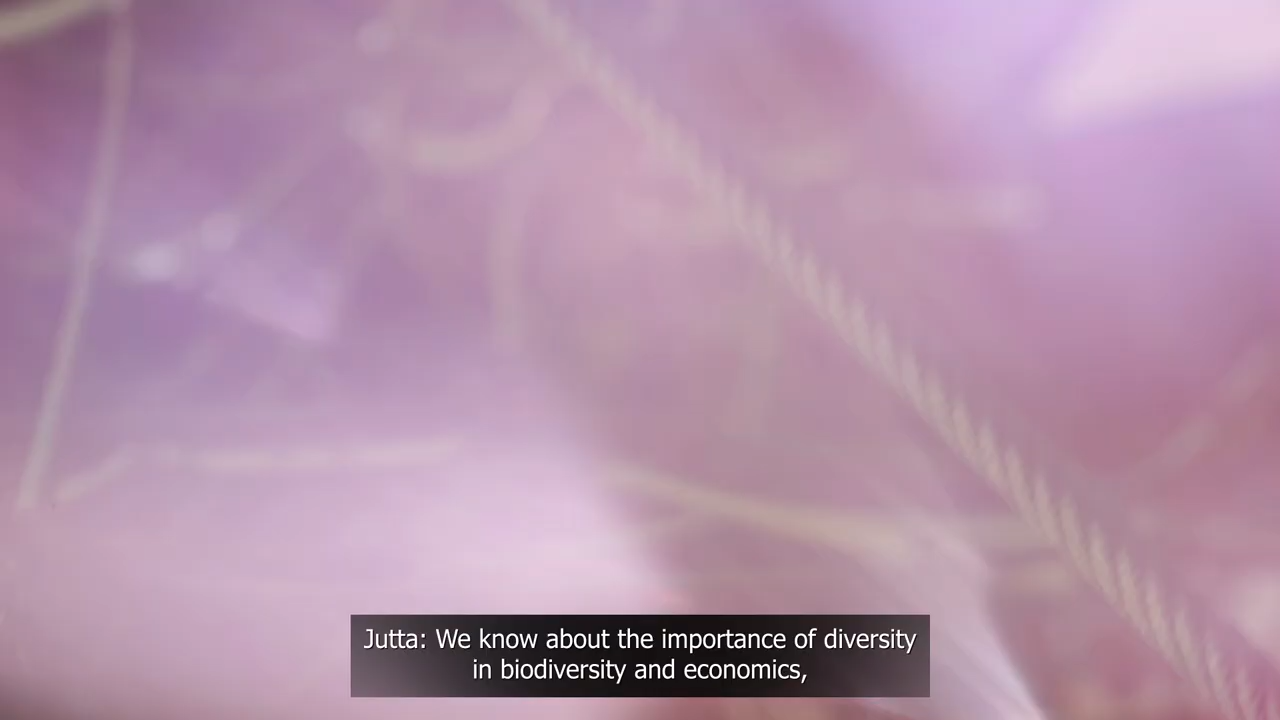 Jutta: We know about the importance of diversity
in biodiversity and economics,